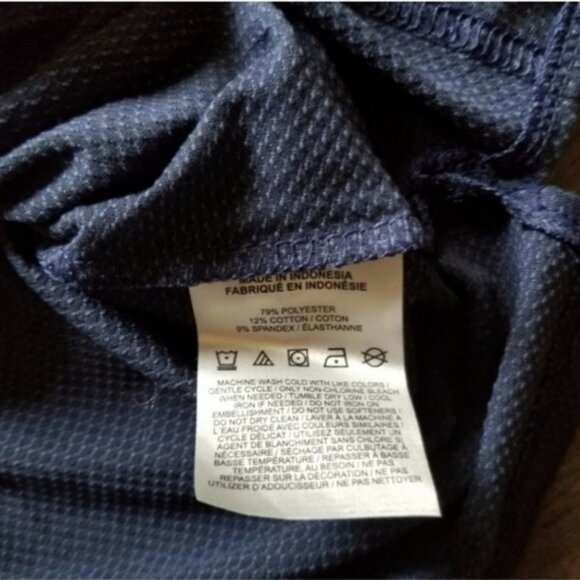 MADE IN INDONESIA
FABRIQUÉ EN INDONÉSIE
79% POLYESTER
12% COTTON / COTON
9% SPANDEX / ÉLASTHANNE
MACHINE WASH COLD WITH LIKE COLORS /
GENTLE CYCLE / ONLY NON-CHLORINE BLEACH
WHEN NEEDED / TUMBLE DRY LOW / COOL
IRON IF NEEDED / DO NOT IRON ON
EMBELLISHMENT / DO NOT USE SOFTENERS /
DO NOT DRY CLEAN / LAVER À LA MACHINE À
L'EAU FROIDE AVEC COULEURS SIMILAIRES /
CYCLE DÉLICAT / UTILISEZ SEULEMENT UN
AGENT DE BLANCHIMENT SANS CHLORE SI
NÉCESSAIRE / SÉCHAGE PAR CULBUTAGE À
BASSE TEMPÉRATURE / REPASSER À BASSE
TEMPÉRATURE, AU BESOIN / NE PAS
REPASSER SUR LA DÉCORATION / NE PAS
UTILIZER D'ADOUCISSEUR / NE PAS NETTOYER